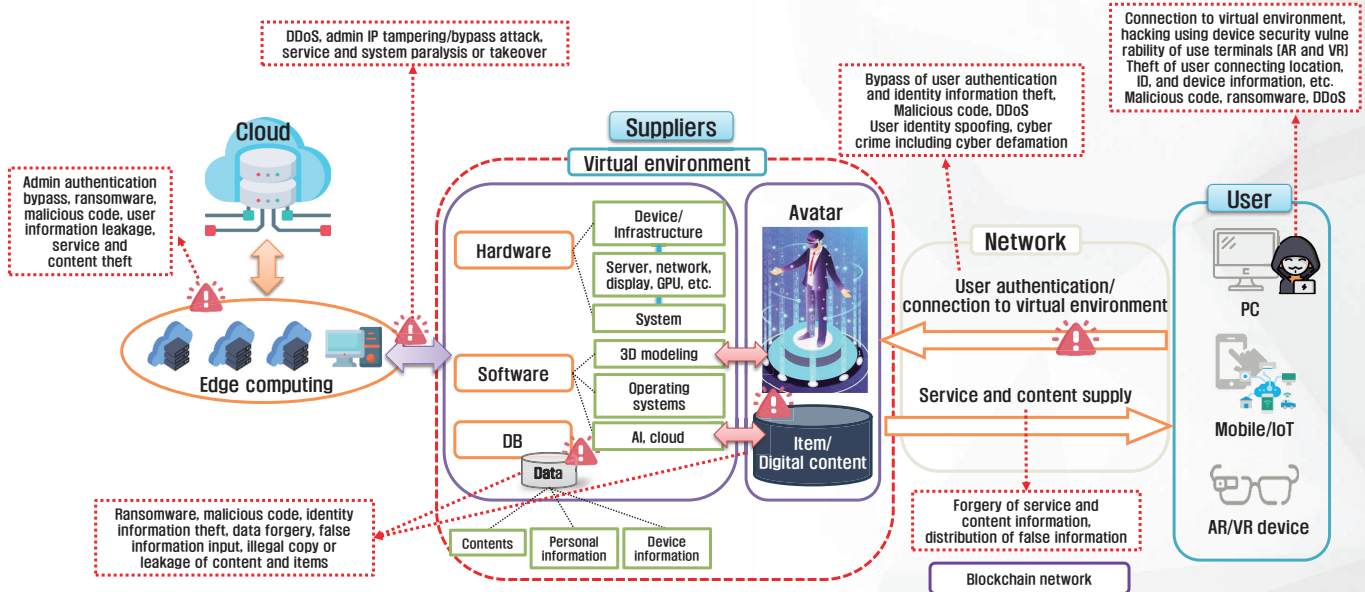 DDoS, admin IP tampering/bypass attack,
service and system paralysis or takeover
Connection to virtual environment,
hacking using device security vulne
rability of use terminals (AR and VR)
Theft of user connecting location,
ID, and device information, etc.
Malicious code, ransomware, DDoS
Bypass of user authentication
and identity information theft,
Malicious code, DDoS
User identity spoofing, cyber
crime including cyber defamation
Cloud
Suppliers
Virtual environment
Admin authentication
bypass, ransomware,
malicious code, user
information leakage,
service and
content theft
Edge computing
Hardware
Device/
Infrastructure
Server, network,
display, GPU, etc.
System
Software
3D modeling
Operating
systems
AI, cloud
DB
Data
Contents
Personal
information
Device
information
Avatar
Item/
Digital content
Network
User authentication/
connection to virtual environment
Service and content supply
User
PC
Mobile/IoT
AR/VR device
Ransomware, malicious code, identity
information theft, data forgery, false
information input, illegal copy or
leakage of content and items
Forgery of service and
content information,
distribution of false information
Blockchain network